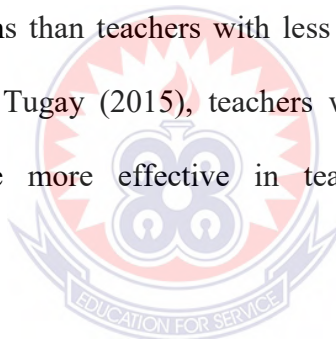 ns than teachers with less
Tugay (2015), teachers w
e more effective in tea
EDUCATION FOR SERVICE